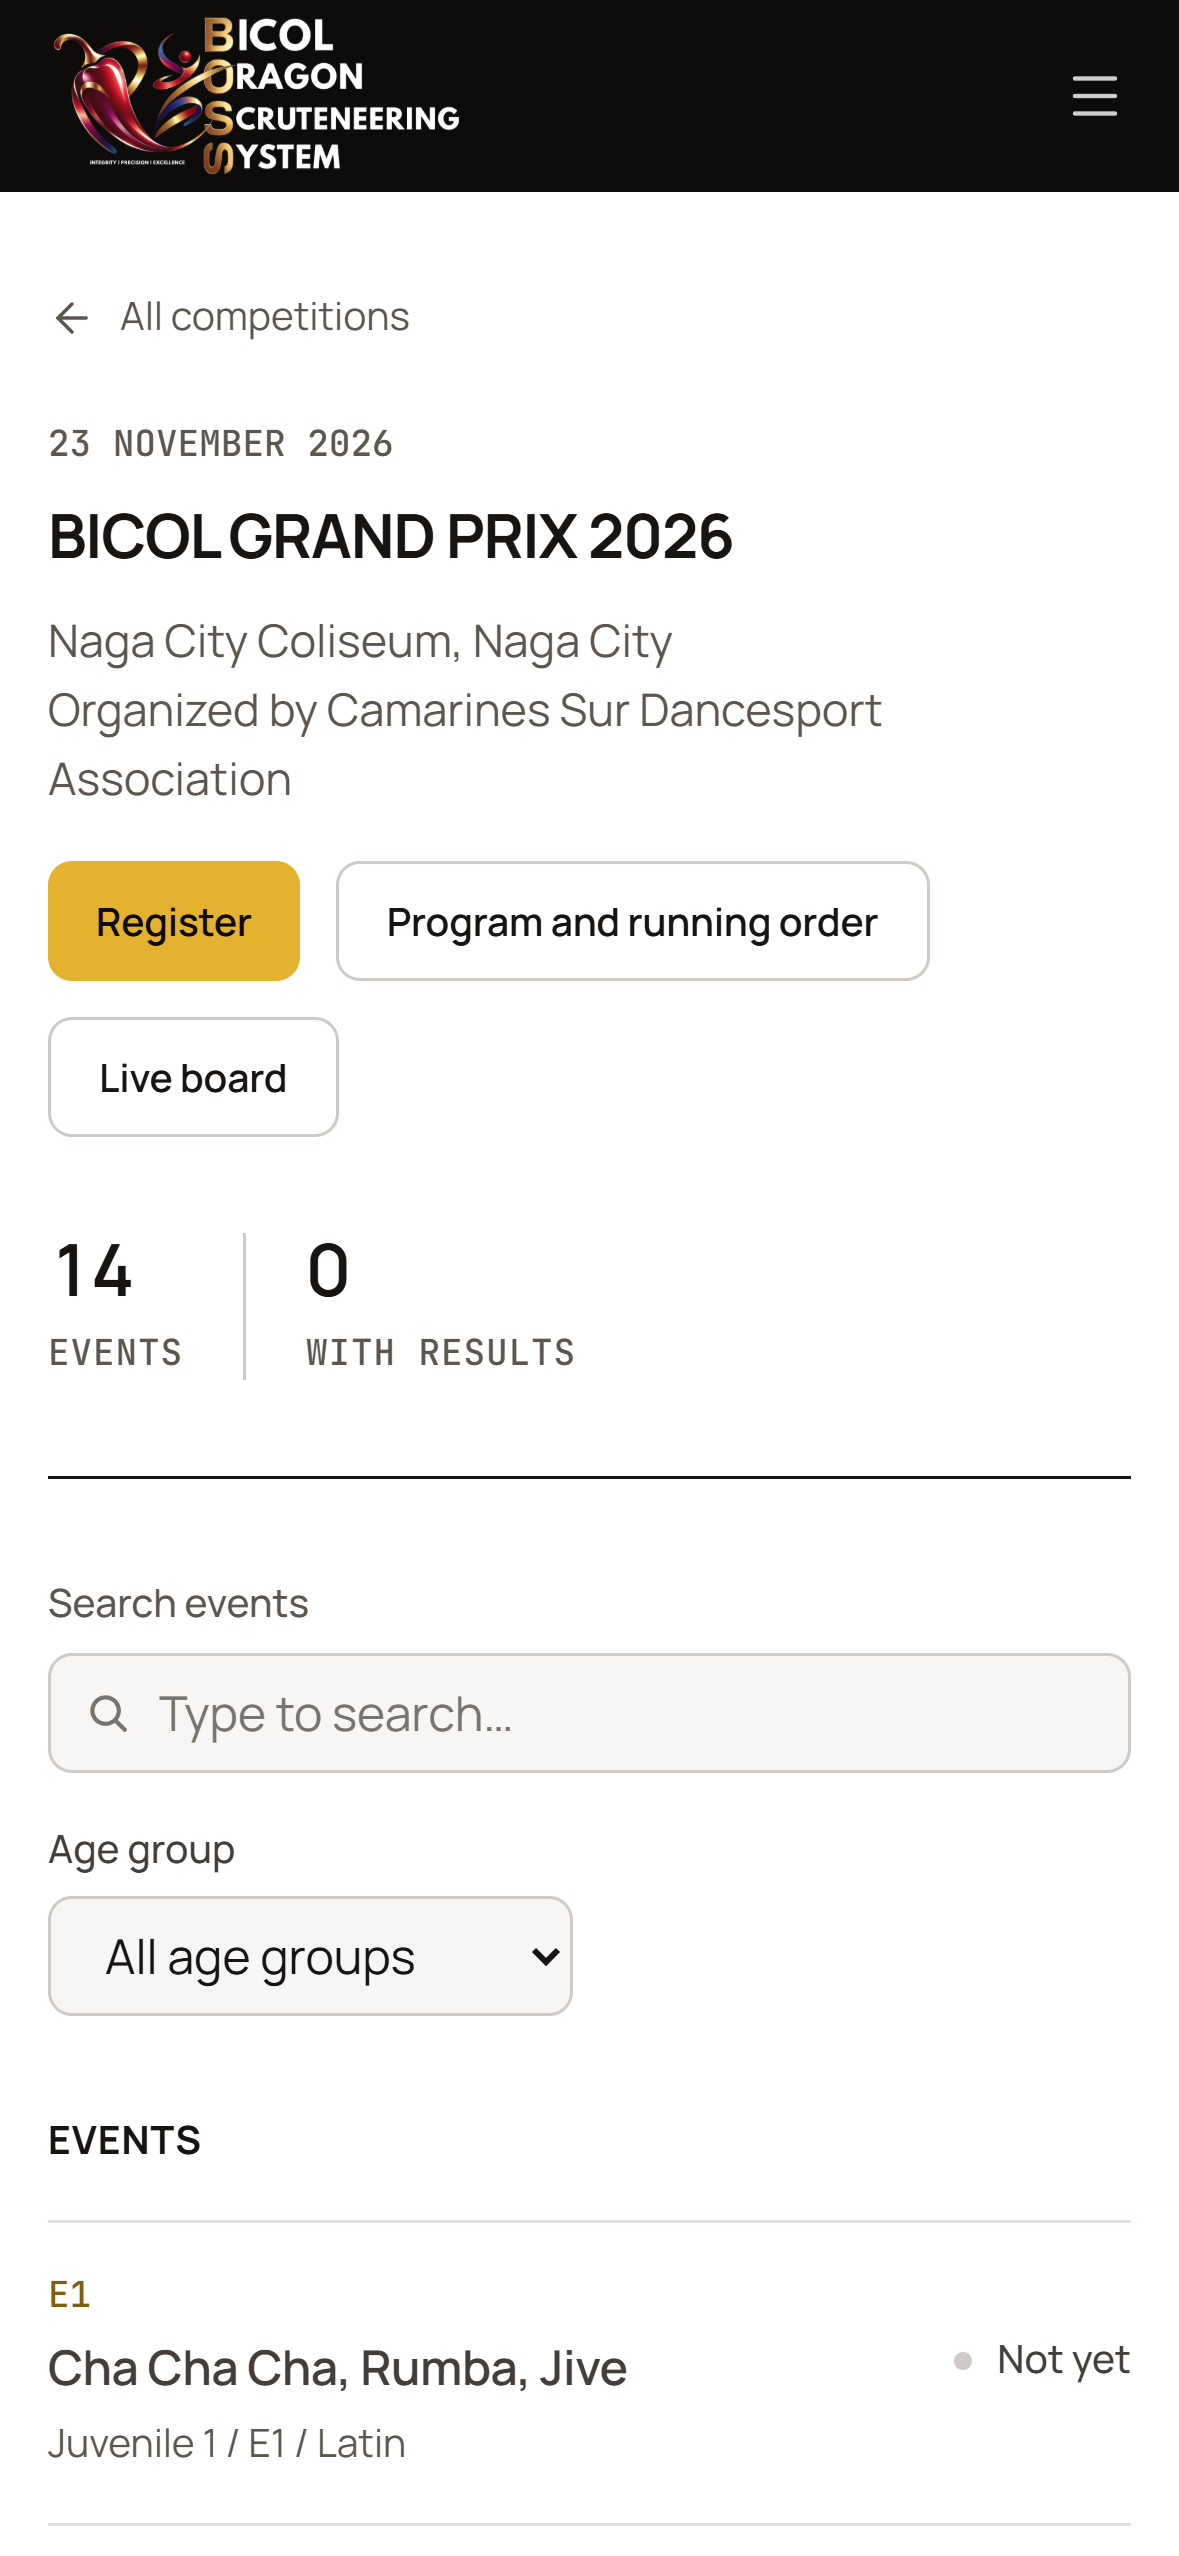 BICOL
ORAGON
SCRUTENEERING
SYSTEM
INTEGRITY | PRECISION | EXCELLENCE
All competitions
23 NOVEMBER 2026
BICOL GRAND PRIX 2026
Naga City Coliseum, Naga City
Organized by Camarines Sur Dancesport
Association
Register
Program and running order
Live board
14
EVENTS
0
WITH RESULTS
Search events
Type to search...
Age group
All age groups
EVENTS
E1
Cha Cha Cha, Rumba, Jive
Not yet
Juvenile 1 / E1 / Latin